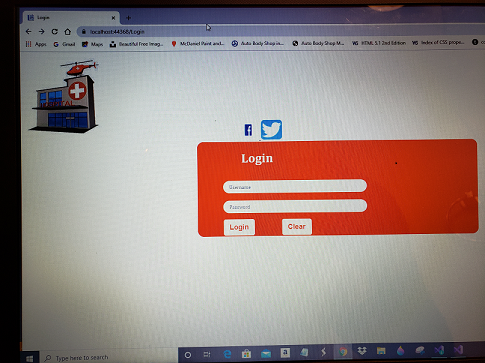 Login
localhost:44368/Login
Apps Gmail Maps Beautiful Free Imag... McDaniel Paint and... Auto Body Shop in... Auto Body Shop M... HTML 5.1 2nd Edition Index of CSS prope...
HOSPITAL
Login
Username
Password
Login Clear
Type here to search